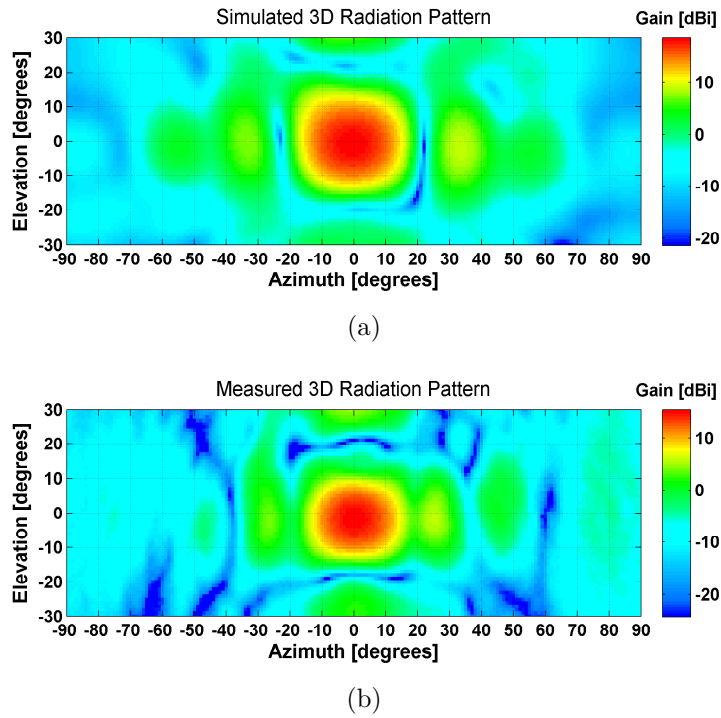 Simulated 3D Radiation Pattern
Gain [dBi]
Elevation [degrees]
30
20
10
0
-10
-20
-30
-90 -80 -70 -60 -50 -40 -30 -20 -10 0 10 20 30 40 50 60 70 80 90
Azimuth [degrees]
10
0
-10
-20
(a)
Measured 3D Radiation Pattern
Gain [dBi]
Elevation [degrees]
30
20
10
0
-10
-20
-30
-90 -80 -70 -60 -50 -40 -30 -20 -10 0 10 20 30 40 50 60 70 80 90
Azimuth [degrees]
10
0
-10
-20
(b)